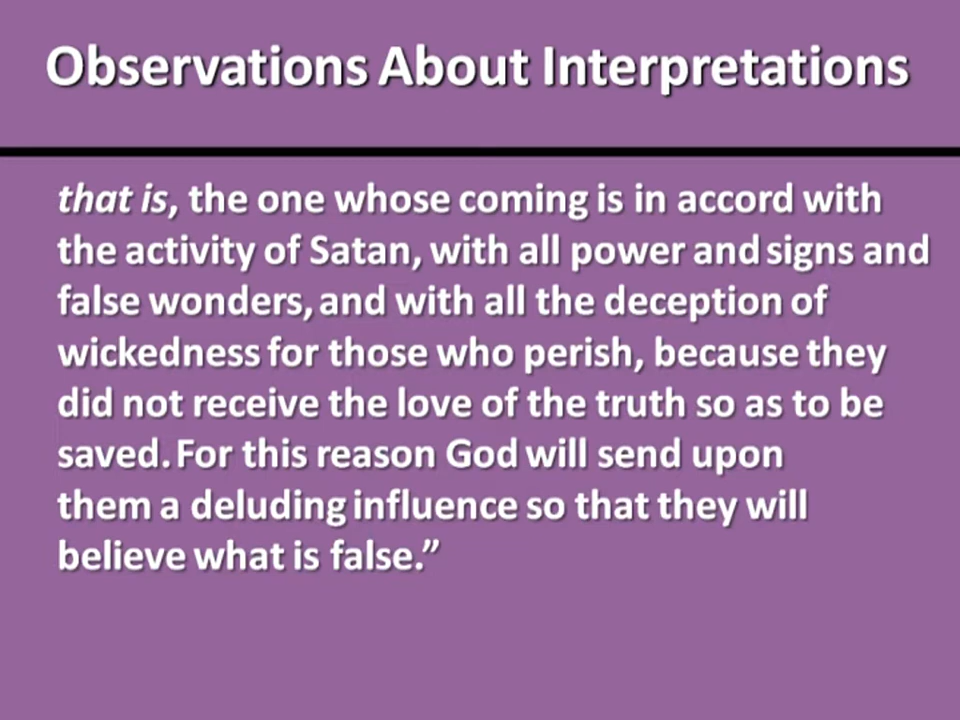 Observations About Interpretations
that is, the one whose coming is in accord with
the activity of Satan, with all power and signs and
false wonders, and with all the deception of
wickedness for those who perish, because they
did not receive the love of the truth so as to be
saved. For this reason God will send upon
them a deluding influence so that they will
believe what is false.”